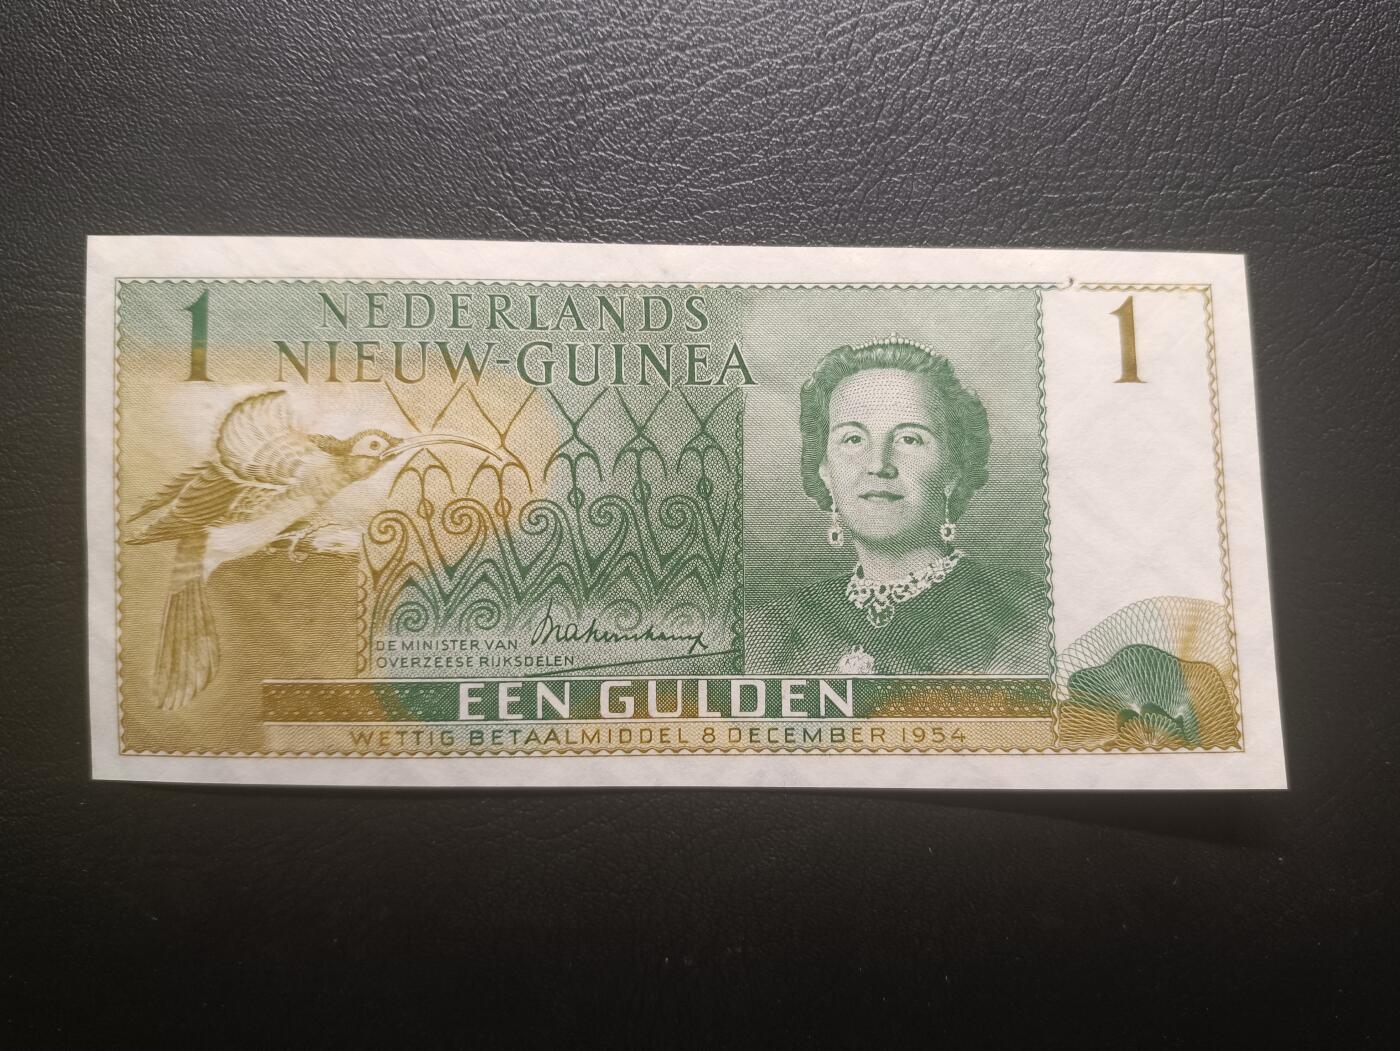 1
NEDERLANDS
NIEUW-GUINEA
1
DE MINISTER VAN
OVERZEESE RIJKSDELEN
EEN GULDEN
WETTIG BETAALMIDDEL 8 DECEMBER 1954